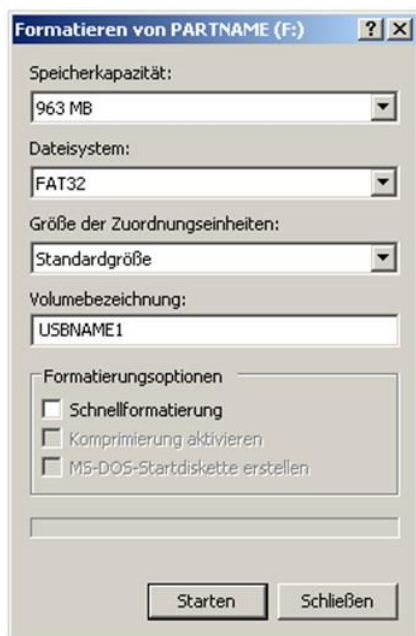 Formatieren von PARTNAME (F:)
Speicherkapazität:
963 MB
Dateisystem:
FAT32
Größe der Zuordnungseinheiten:
Standardgröße
Volumebezeichnung:
USBNAME1
Formatierungsoptionen
Schnellformatierung
Komprimierung aktivieren
MS-DOS-Startdiskette erstellen
Starten Schließen